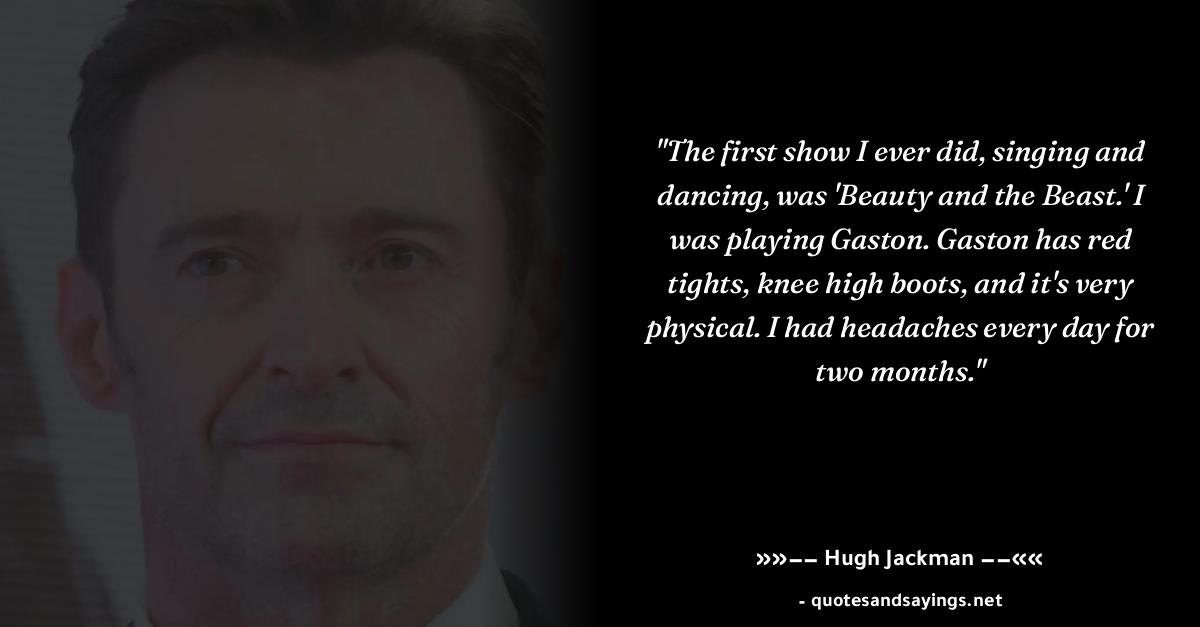 "The first show I ever did, singing and
dancing, was 'Beauty and the Beast.' I
was playing Gaston. Gaston has red
tights, knee high boots, and it's very
physical. I had headaches every day for
two months."
»»−− Hugh Jackman −−««
- quotesandsayings.net